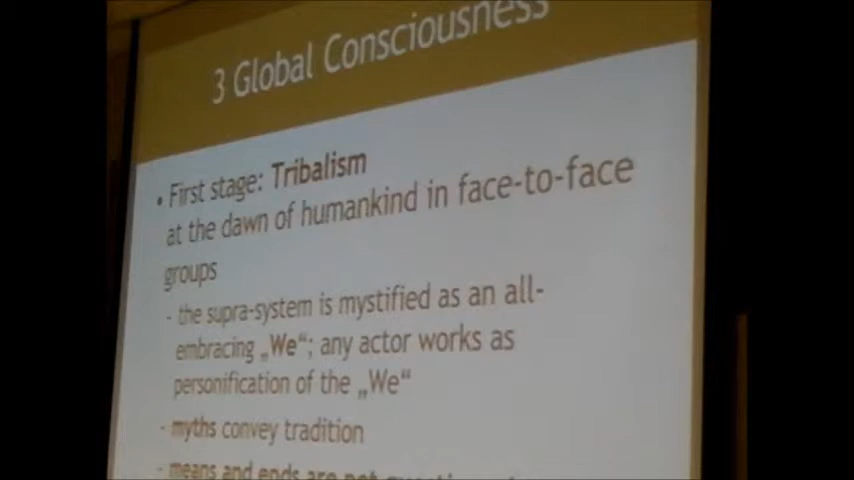 3 Global Consciousness
• First stage: Tribalism
at the dawn of humankind in face-to-face
groups
- the supra-system is mystified as an all-
embracing „We“; any actor works as
personification of the „We“
- myths convey tradition
- means and ends are not